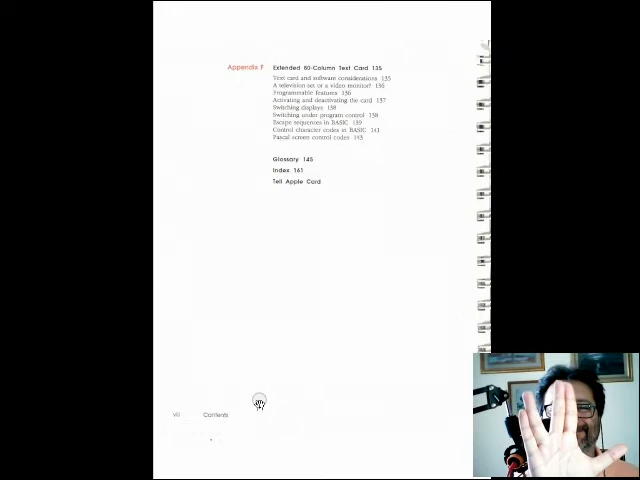 Appendix F Extended 80-Column Text Card 135
Text card and software considerations 135
A television set or a video monitor? 136
Programmable features 136
Activating and deactivating the card 137
Switching displays 138
Switching under program control 138
Escape sequences in BASIC 139
Control character codes in BASIC 141
Pascal screen control codes 143
Glossary 145
Index 161
Tell Apple Card
viii Contents